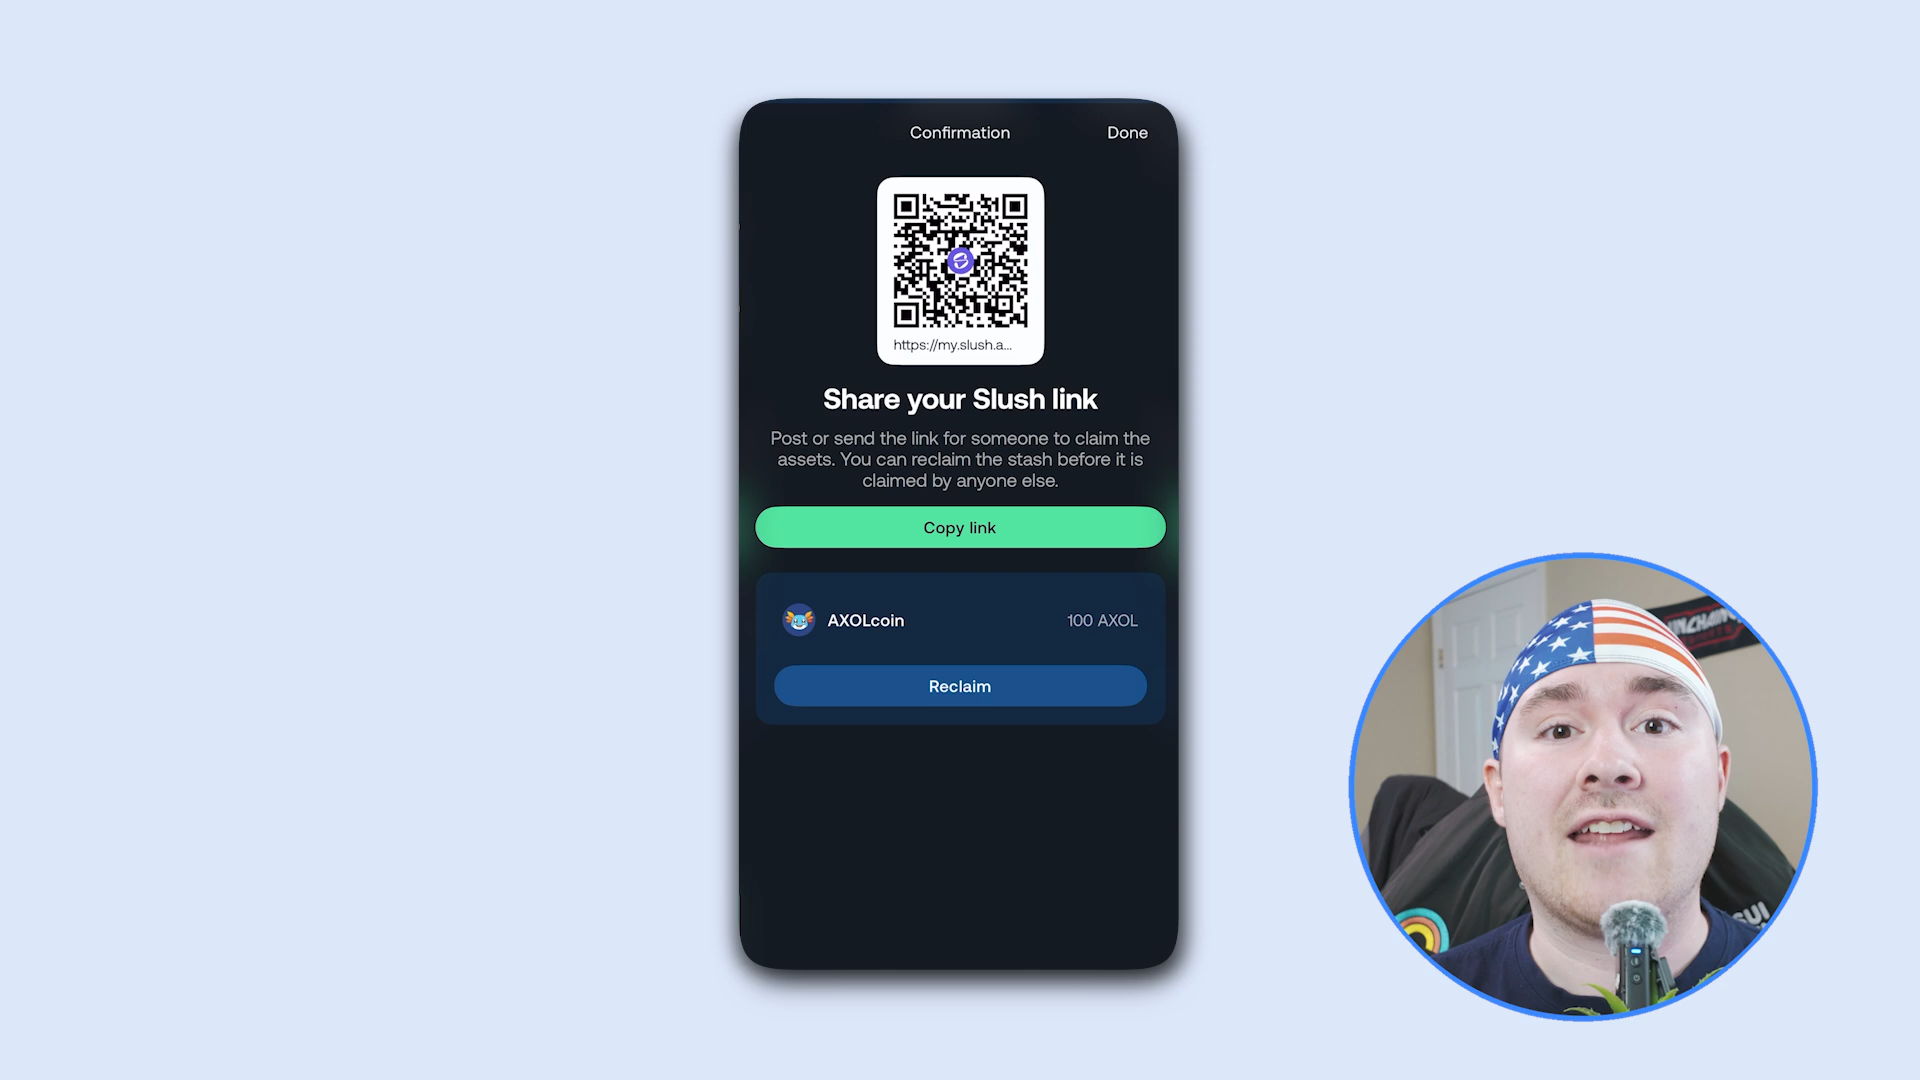 Confirmation
Done
https://my.slush.a...
Share your Slush link
Post or send the link for someone to claim the
assets. You can reclaim the stash before it is
claimed by anyone else.
Copy link
AXOLcoin
100 AXOL
Reclaim
SUI